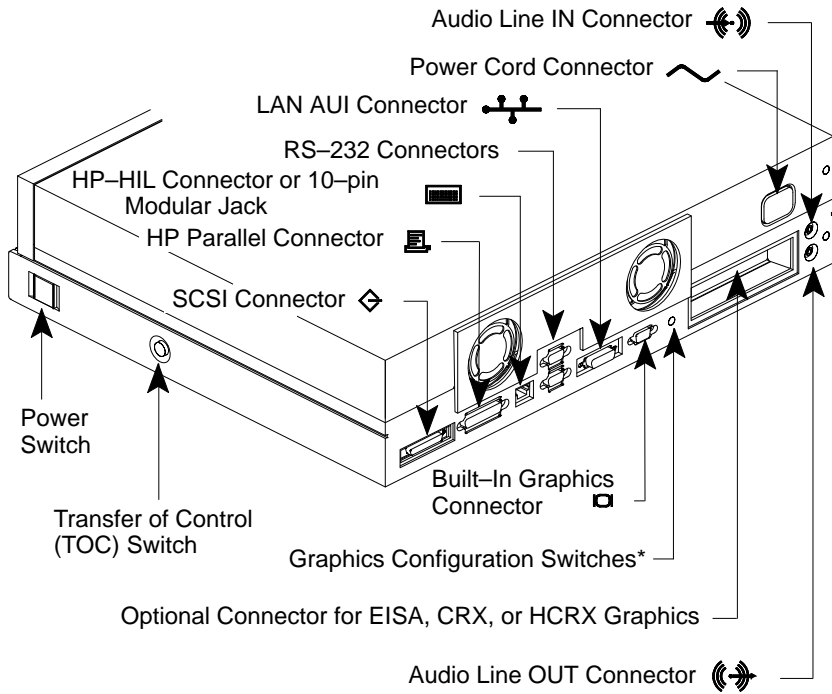 Audio Line IN Connector
Power Cord Connector
LAN AUI Connector
RS–232 Connectors
HP–HIL Connector or 10–pin
Modular Jack
HP Parallel Connector
SCSI Connector
Power
Switch
Transfer of Control
(TOC) Switch
Built–In Graphics
Connector
Graphics Configuration Switches*
Optional Connector for EISA, CRX, or HCRX Graphics
Audio Line OUT Connector